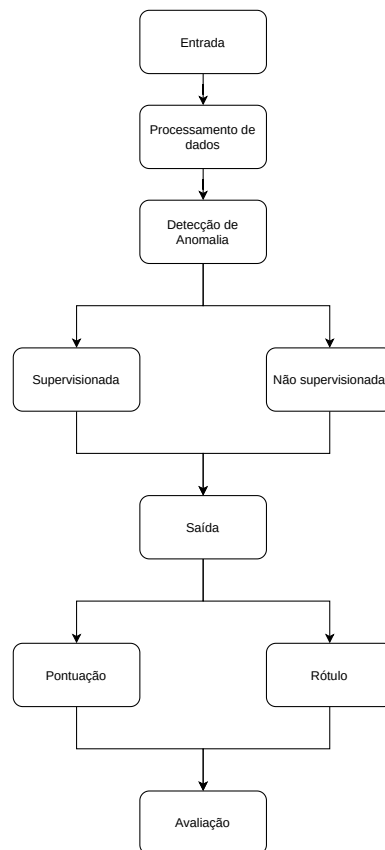 Entrada
Processamento de
dados
Detecção de
Anomalia
Supervisionada
Não supervisionada
Saída
Pontuação
Rótulo
Avaliação